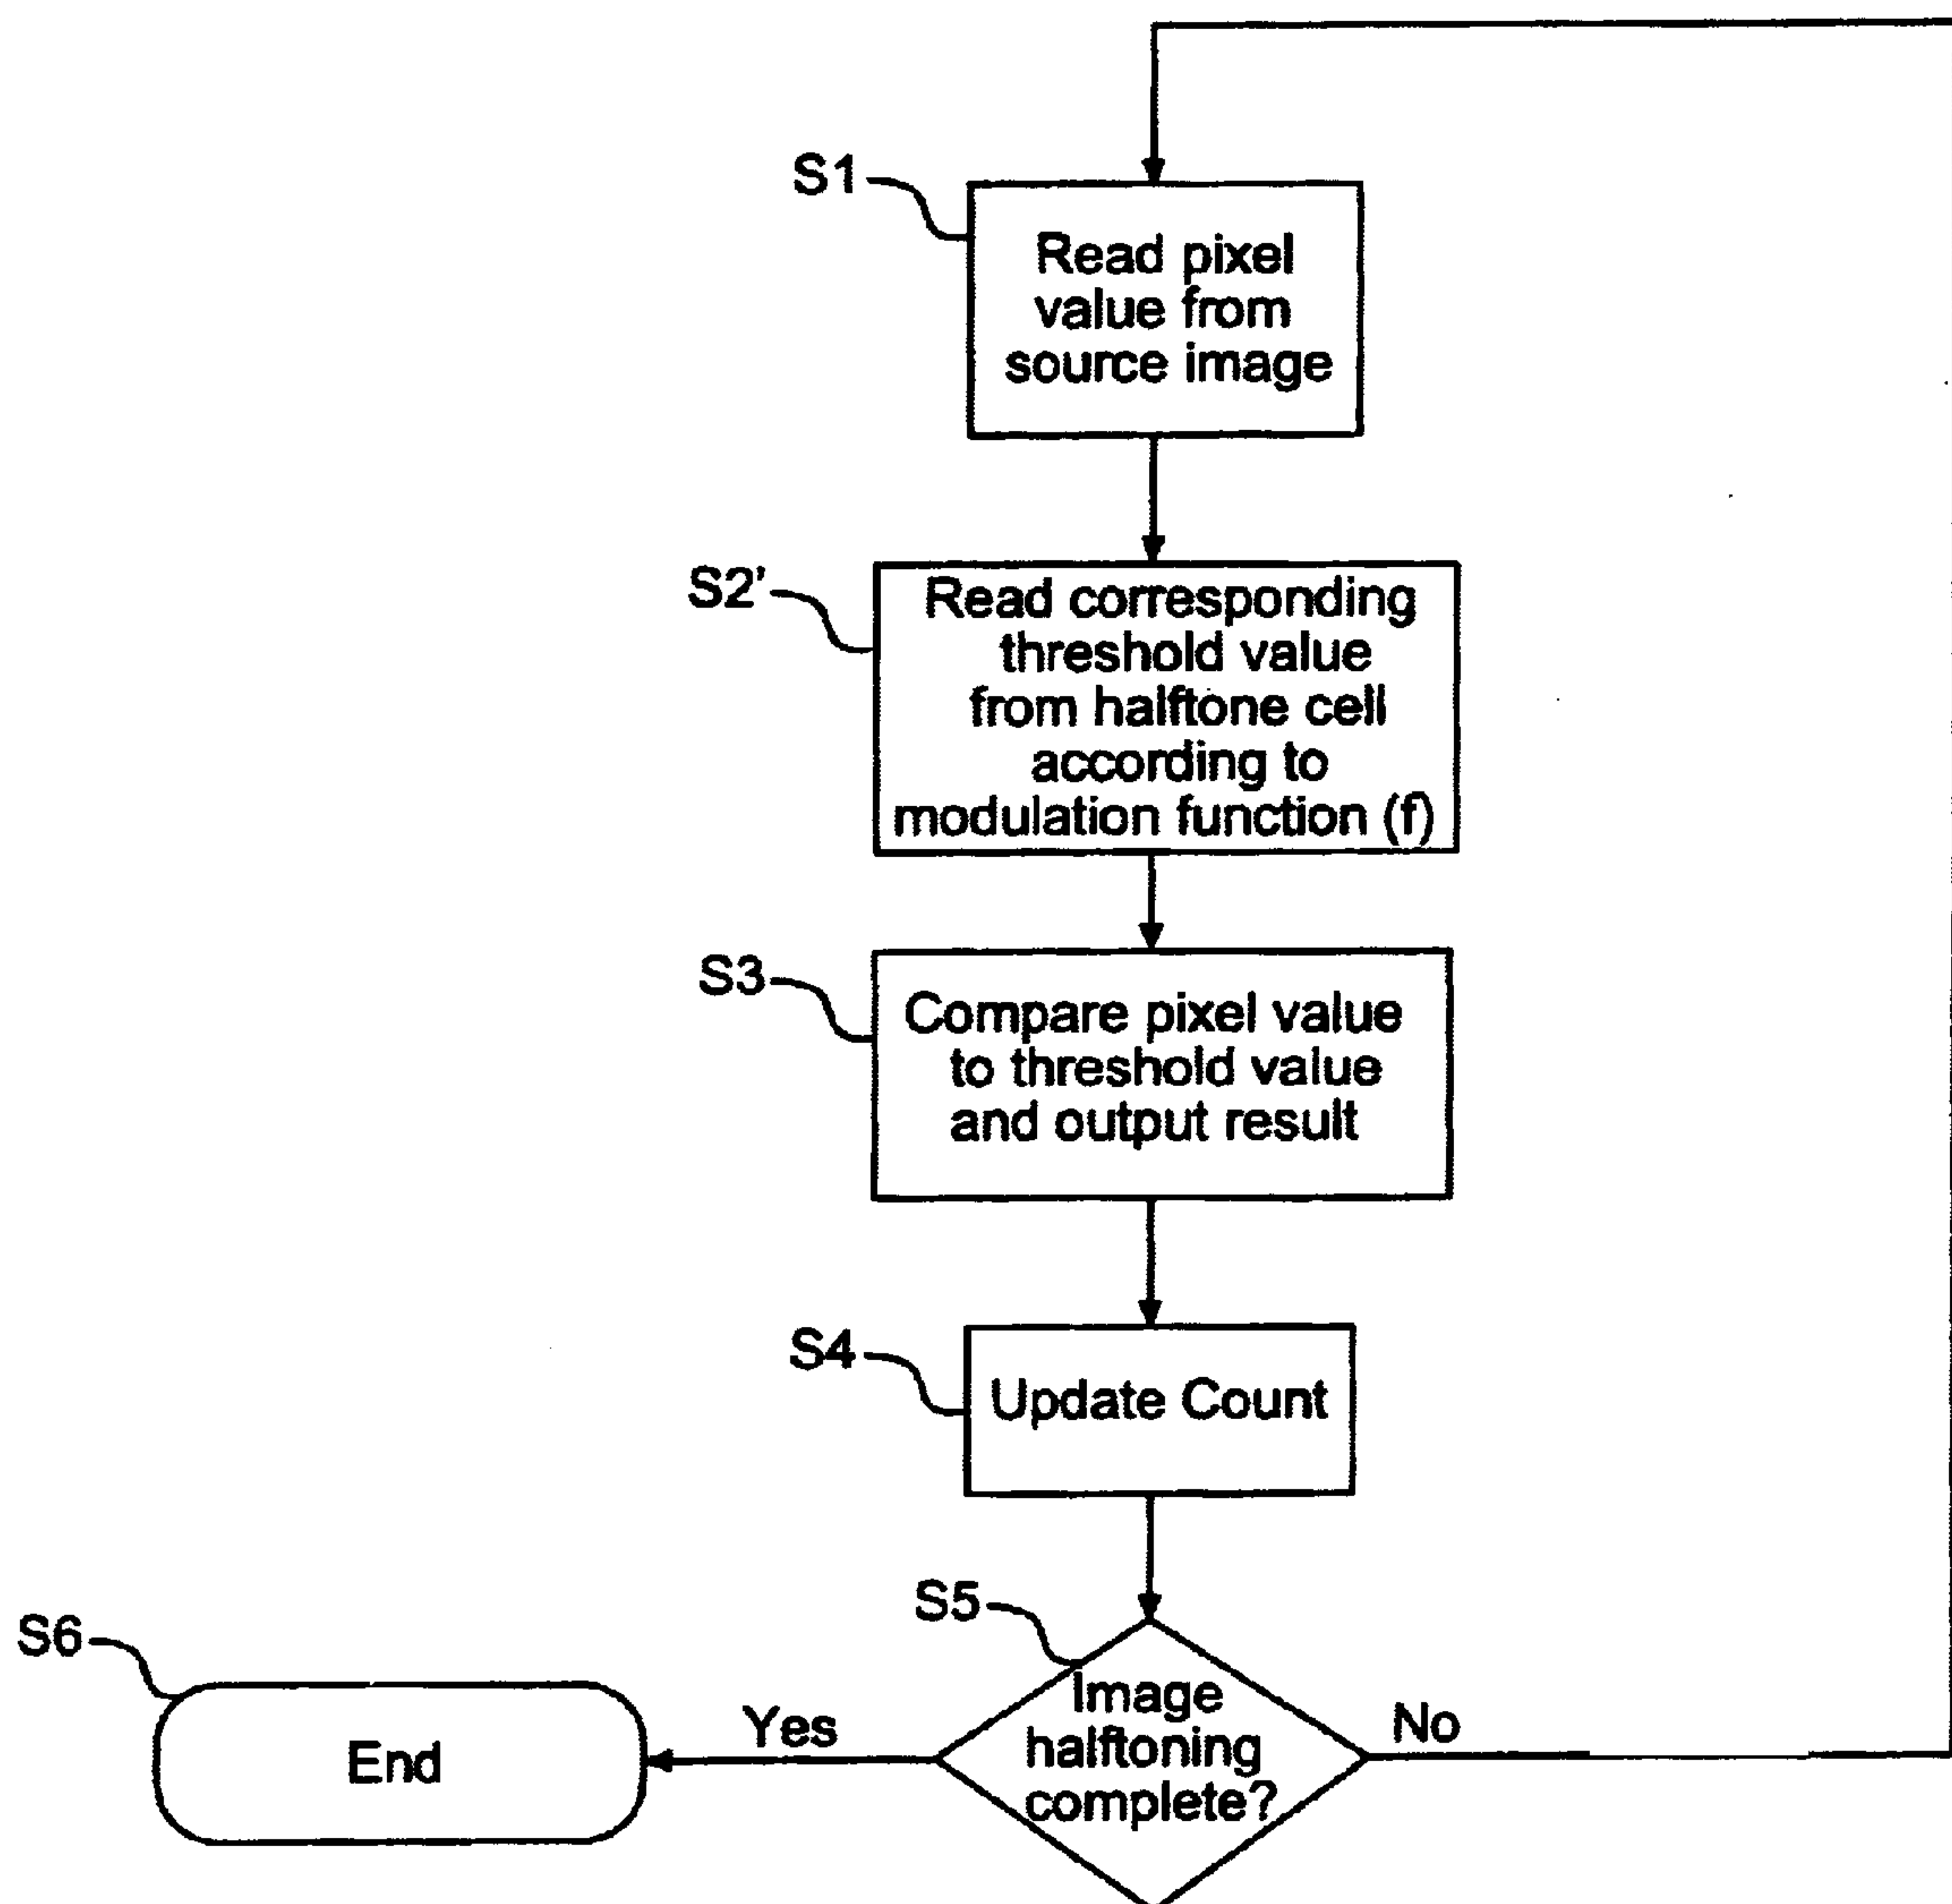 S1
Read pixel
value from
source image
S2'
Read corresponding
threshold value
from halftone cell
according to
modulation function (f)
S3
Compare pixel value
to threshold value
and output result
S4
Update Count
S5
Image
halftoning
complete?
No
Yes
S6
End